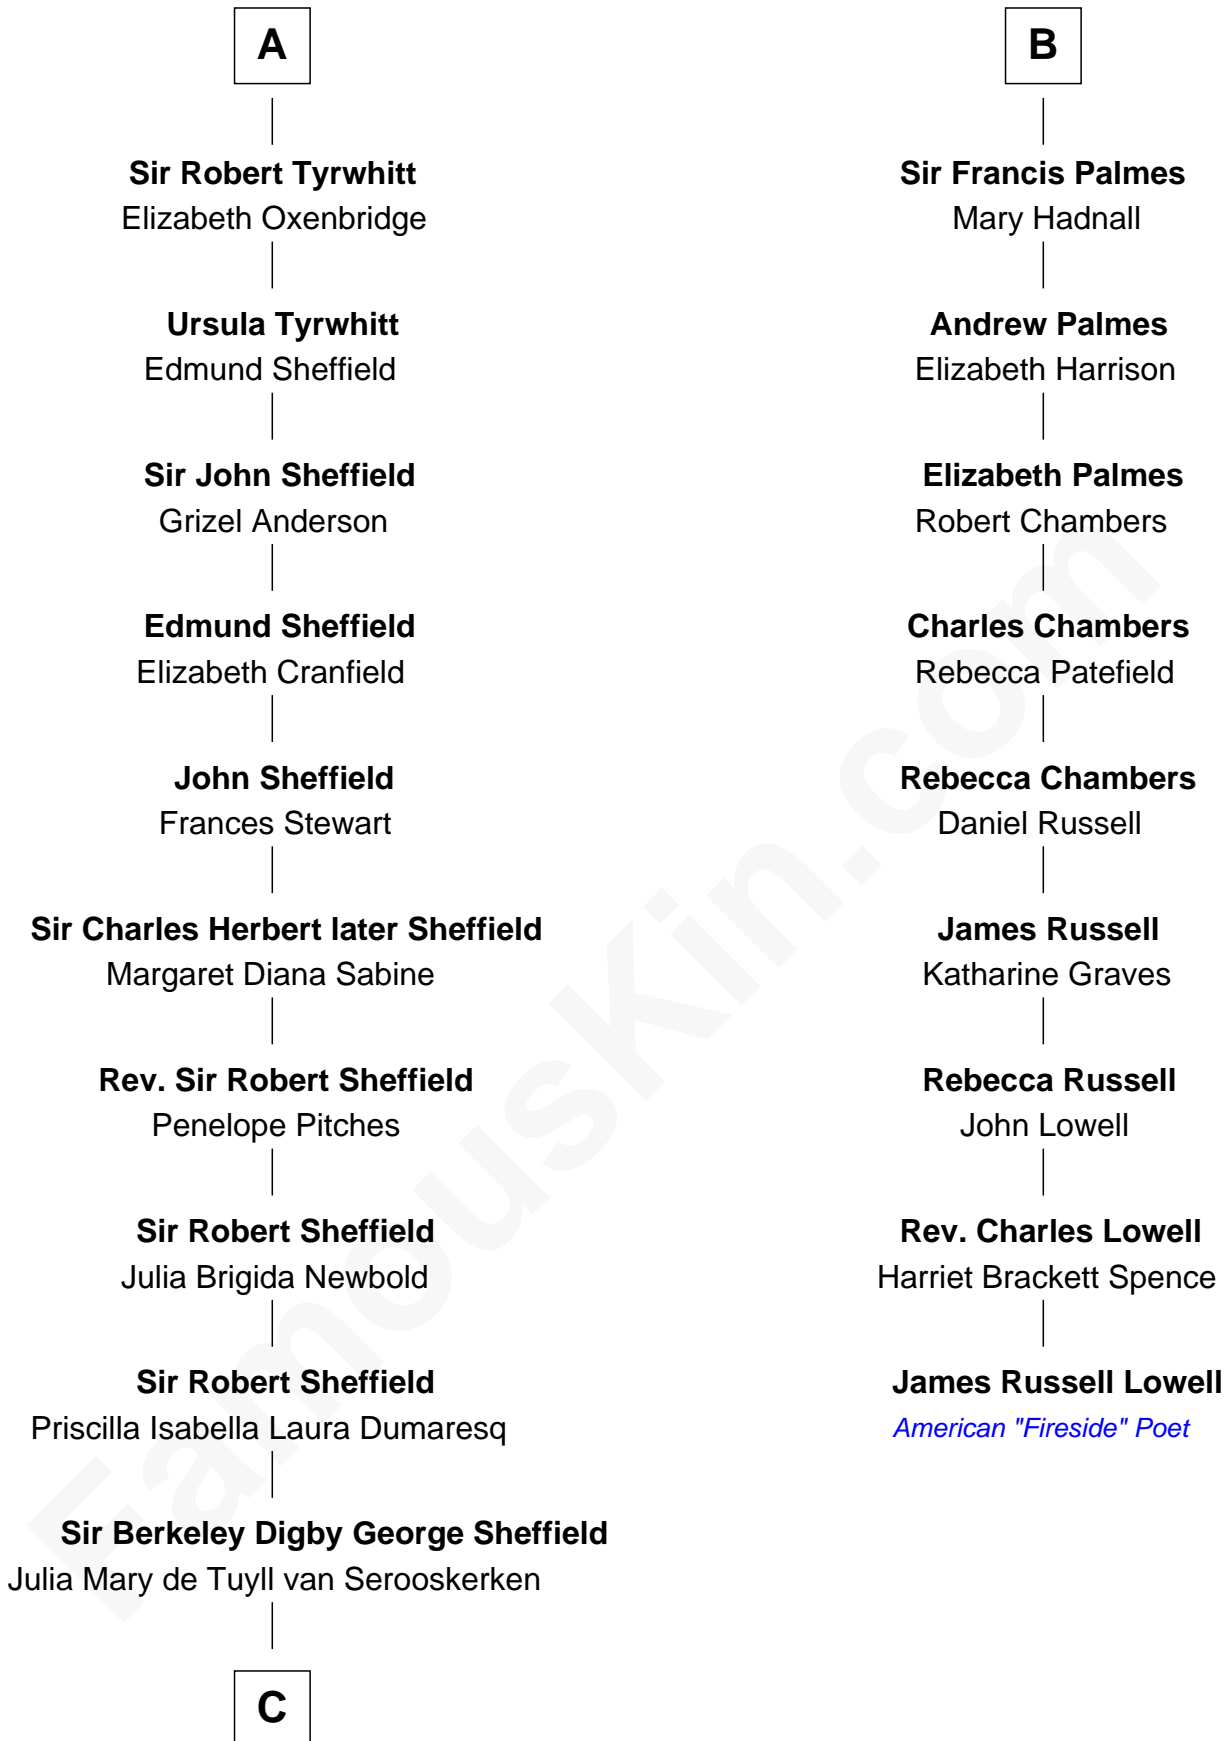 A
Sir Robert Tyrwhitt
Elizabeth Oxenbridge
Ursula Tyrwhitt
Edmund Sheffield
Sir John Sheffield
Grizel Anderson
Edmund Sheffield
Elizabeth Cranfield
John Sheffield
Frances Stewart
Sir Charles Herbert later Sheffield
Margaret Diana Sabine
Rev. Sir Robert Sheffield
Penelope Pitches
Sir Robert Sheffield
Julia Brigida Newbold
Sir Robert Sheffield
Priscilla Isabella Laura Dumaresq
Sir Berkeley Digby George Sheffield
Julia Mary de Tuyll van Serooskerken
C
B
Sir Francis Palmes
Mary Hadnall
Andrew Palmes
Elizabeth Harrison
Elizabeth Palmes
Robert Chambers
Charles Chambers
Rebecca Patefield
Rebecca Chambers
Daniel Russell
James Russell
Katharine Graves
Rebecca Russell
John Lowell
Rev. Charles Lowell
Harriet Brackett Spence
James Russell Lowell
American "Fireside" Poet
FamousKin.com